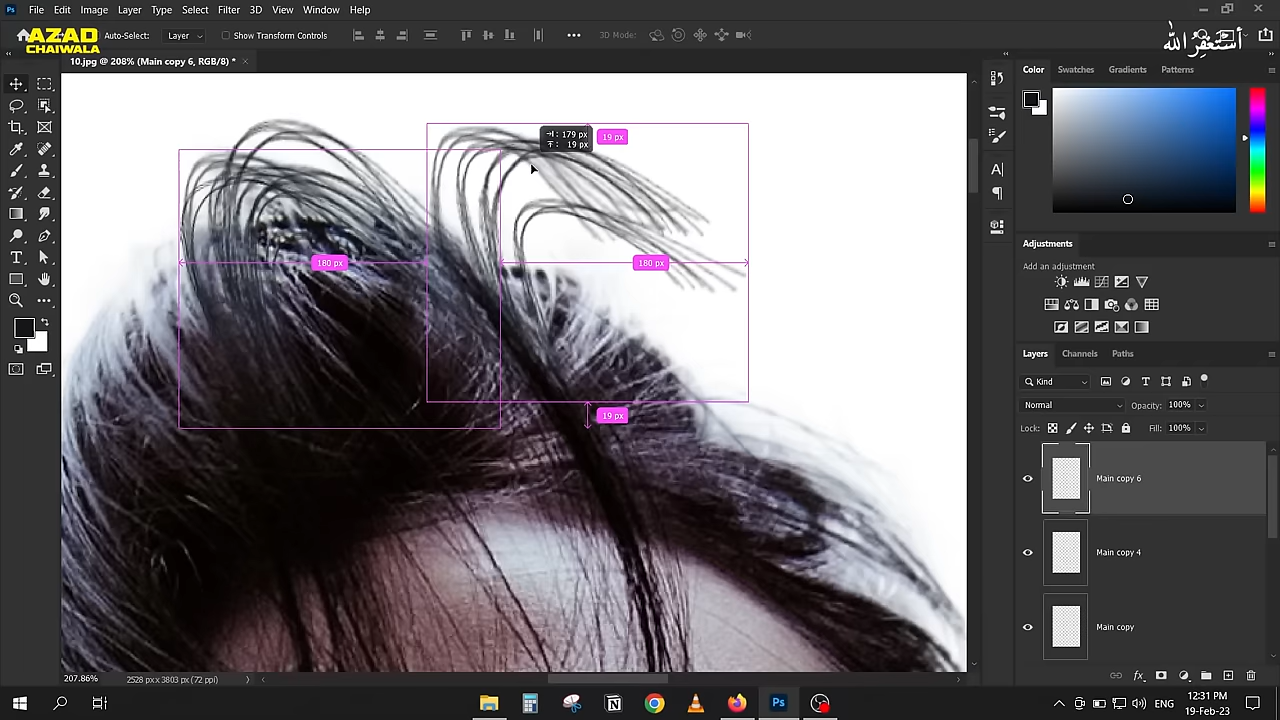 Ps File Edit Image Layer Type Select Filter 3D View Window Help
AZAD
CHAIWALA
Auto-Select: Layer Show Transform Controls 3D Mode:
أستغفر الله
10.jpg @ 208% (Main copy 6, RGB/8) * ×
Color Swatches Gradients Patterns
H: 179 px
19 px
19 px
180 px
180 px
19 px
Adjustments
Add an adjustment
Layers Channels Paths
Kind
Normal Opacity: 100%
Lock: Fill: 100%
Main copy 6
Main copy 4
Main copy
207.86% 2528 px x 3803 px (72 ppi)
12:31 PM
19-Feb-23